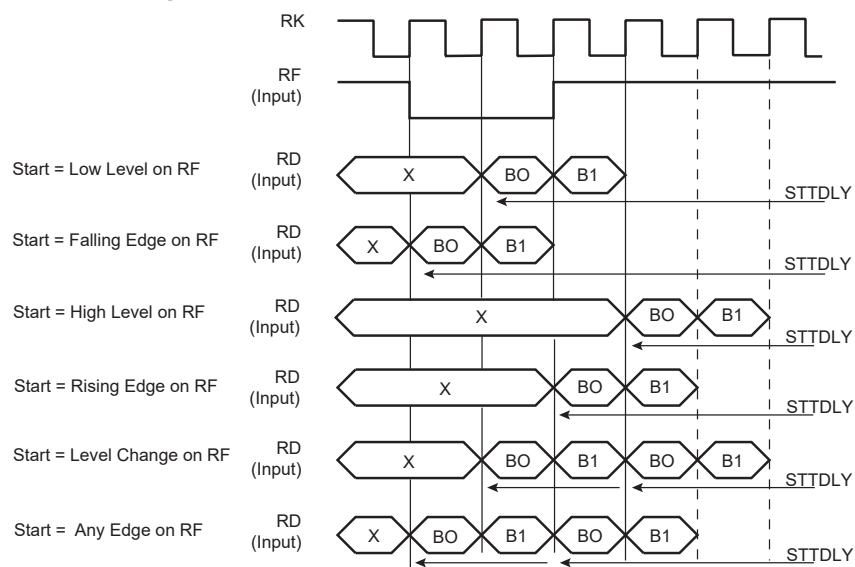 RK
RF
(Input)
Start = Low Level on RF
RD
(Input)
X
BO
B1
STTDLY
Start = Falling Edge on RF
RD
(Input)
X
BO
B1
STTDLY
Start = High Level on RF
RD
(Input)
X
BO
B1
STTDLY
Start = Rising Edge on RF
RD
(Input)
X
BO
B1
STTDLY
Start = Level Change on RF
RD
(Input)
X
BO
B1
BO
B1
STTDLY
Start = Any Edge on RF
RD
(Input)
X
BO
B1
BO
B1
STTDLY